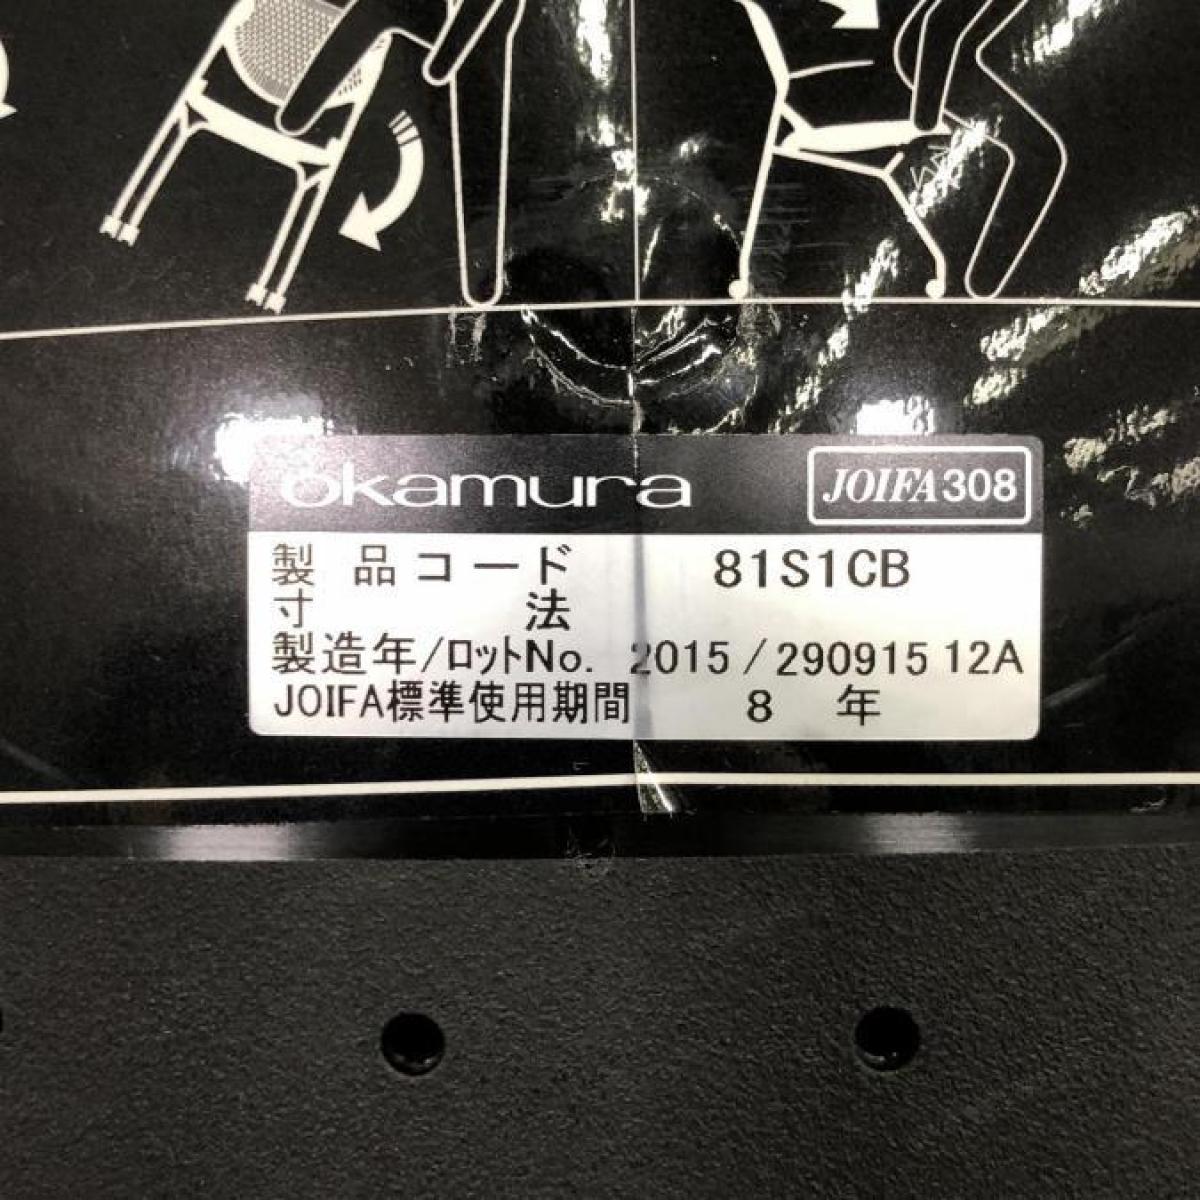 okamura JOIFA308
製品コード 81S1CB
寸法
製造年/ロットNo. 2015/290915 12A
JOIFA標準使用期間 8年